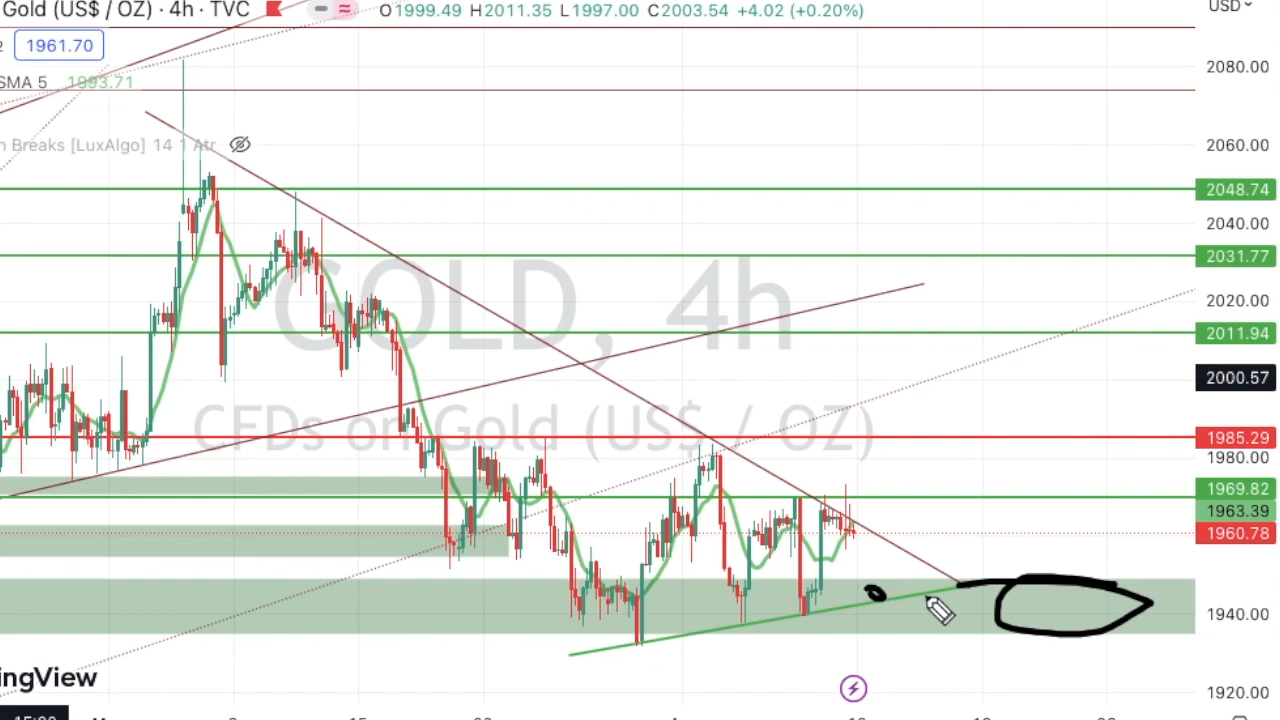 Gold (US$ / OZ) · 4h · TVC O1999.49 H2011.35 L1997.00 C2003.54 +4.02 (+0.20%)
USD
2 1961.70
2080.00
SMA 5 1993.71
n Breaks [LuxAlgo] 14 1 Atr
2060.00
2048.74
2040.00
2031.77
GOLD, 4h
2020.00
2011.94
2000.57
CFDs on Gold (US$ / OZ)
1985.29
1980.00
1969.82
1963.39
1960.78
1940.00
ingView
1920.00